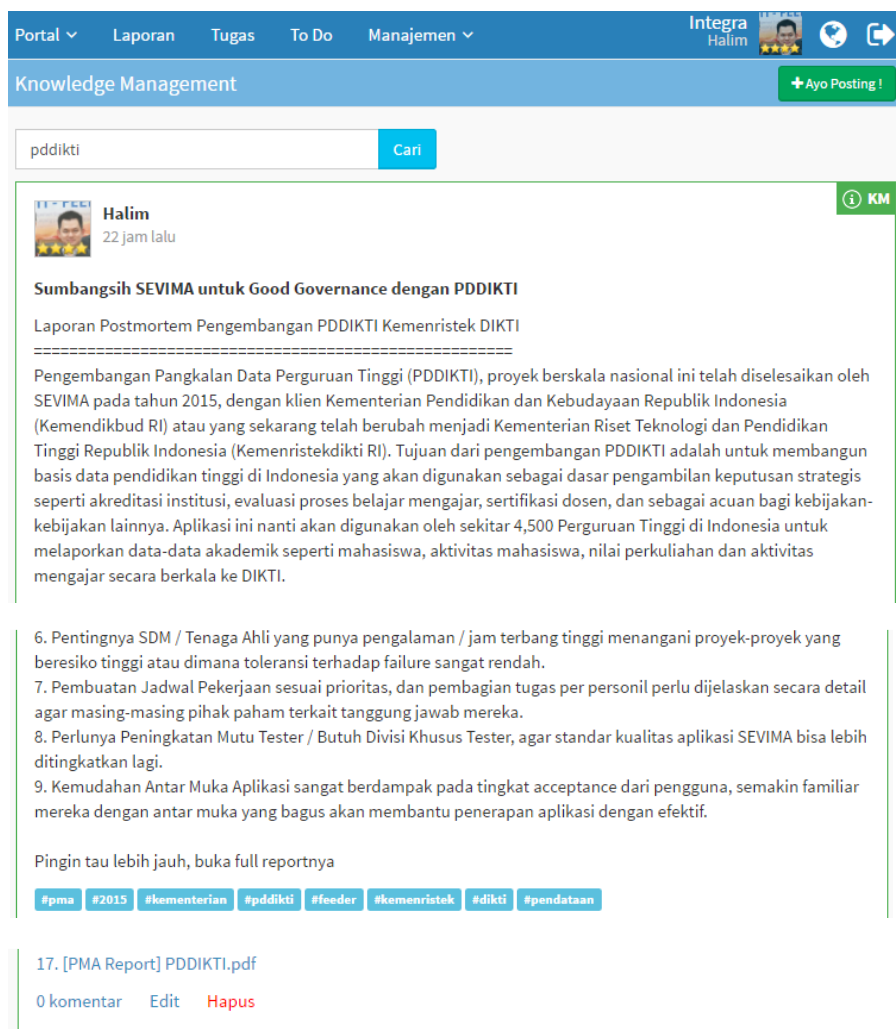 Portal Laporan Tugas To Do Manajemen Integra
Halim
Knowledge Management + Ayo Posting !
pddikti Cari
KM
Halim
22 jam lalu
Sumbangsih SEVIMA untuk Good Governance dengan PDDIKTI
Laporan Postmortem Pengembangan PDDIKTI Kemenristek DIKTI
=====================================================
Pengembangan Pangkalan Data Perguruan Tinggi (PDDIKTI), proyek berskala nasional ini telah diselesaikan oleh
SEVIMA pada tahun 2015, dengan klien Kementerian Pendidikan dan Kebudayaan Republik Indonesia
(Kemendikbud RI) atau yang sekarang telah berubah menjadi Kementerian Riset Teknologi dan Pendidikan
Tinggi Republik Indonesia (Kemenristekdikti RI). Tujuan dari pengembangan PDDIKTI adalah untuk membangun
basis data pendidikan tinggi di Indonesia yang akan digunakan sebagai dasar pengambilan keputusan strategis
seperti akreditasi institusi, evaluasi proses belajar mengajar, sertifikasi dosen, dan sebagai acuan bagi kebijakan-
kebijakan lainnya. Aplikasi ini nanti akan digunakan oleh sekitar 4,500 Perguruan Tinggi di Indonesia untuk
melaporkan data-data akademik seperti mahasiswa, aktivitas mahasiswa, nilai perkuliahan dan aktivitas
mengajar secara berkala ke DIKTI.
6. Pentingnya SDM / Tenaga Ahli yang punya pengalaman / jam terbang tinggi menangani proyek-proyek yang
beresiko tinggi atau dimana toleransi terhadap failure sangat rendah.
7. Pembuatan Jadwal Pekerjaan sesuai prioritas, dan pembagian tugas per personil perlu dijelaskan secara detail
agar masing-masing pihak paham terkait tanggung jawab mereka.
8. Perlunya Peningkatan Mutu Tester / Butuh Divisi Khusus Tester, agar standar kualitas aplikasi SEVIMA bisa lebih
ditingkatkan lagi.
9. Kemudahan Antar Muka Aplikasi sangat berdampak pada tingkat acceptance dari pengguna, semakin familiar
mereka dengan antar muka yang bagus akan membantu penerapan aplikasi dengan efektif.
Pingin tau lebih jauh, buka full reportnya
#pma #2015 #kementerian #pddikti #feeder #kemenristek #dikti #pendataan
17. [PMA Report] PDDIKTI.pdf
0 komentar Edit Hapus